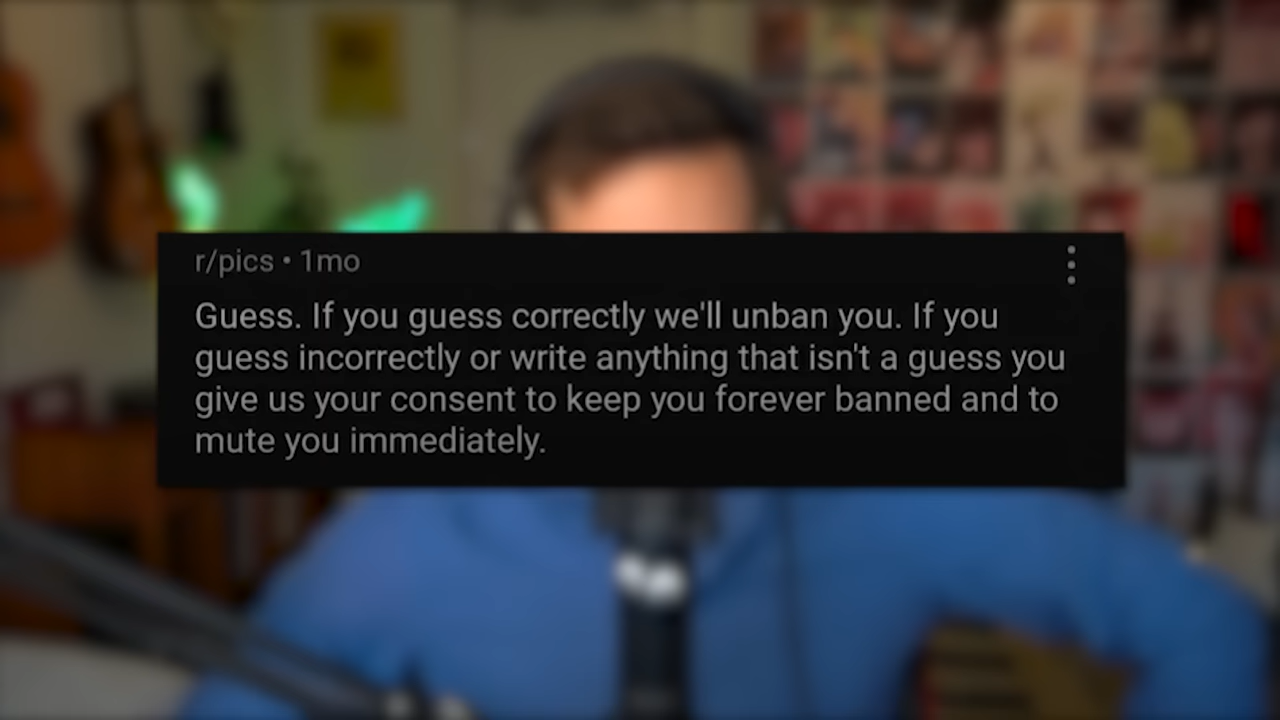 r/pics • 1mo
Guess. If you guess correctly we'll unban you. If you
guess incorrectly or write anything that isn't a guess you
give us your consent to keep you forever banned and to
mute you immediately.